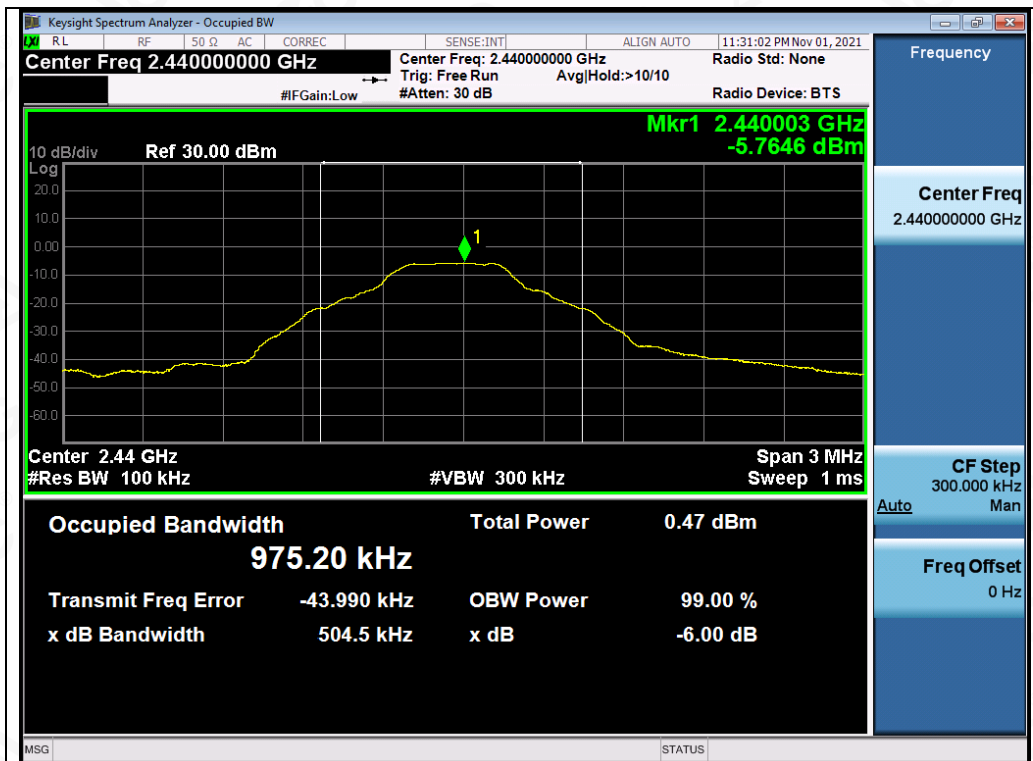 Keysight Spectrum Analyzer - Occupied BW
LXI RL RF 50 Ω AC CORREC SENSE:INT ALIGN AUTO 11:31:02 PM Nov 01, 2021
Center Freq 2.440000000 GHz
Center Freq: 2.440000000 GHz Radio Std: None
Trig: Free Run Avg|Hold:>10/10
#IFGain:Low #Atten: 30 dB Radio Device: BTS
Frequency
Mkr1 2.440003 GHz
-5.7646 dBm
10 dB/div Ref 30.00 dBm
Log
20.0
10.0
0.00
-10.0
-20.0
-30.0
-40.0
-50.0
-60.0
1
Center 2.44 GHz Span 3 MHz
#Res BW 100 kHz #VBW 300 kHz Sweep 1 ms
Center Freq
2.440000000 GHz
CF Step
300.000 kHz
Auto Man
Freq Offset
0 Hz
Occupied Bandwidth Total Power 0.47 dBm
975.20 kHz
Transmit Freq Error -43.990 kHz OBW Power 99.00 %
x dB Bandwidth 504.5 kHz x dB -6.00 dB
MSG STATUS